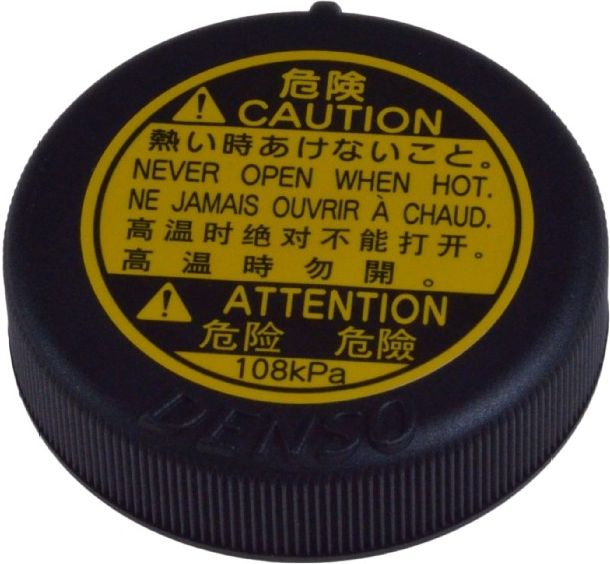 危険
CAUTION
熱い時あけないこと。
NEVER OPEN WHEN HOT.
NE JAMAIS OUVRIR À CHAUD.
高温时绝对不能打开。
高温時勿開。
ATTENTION
危险 危險
108kPa
DENSO